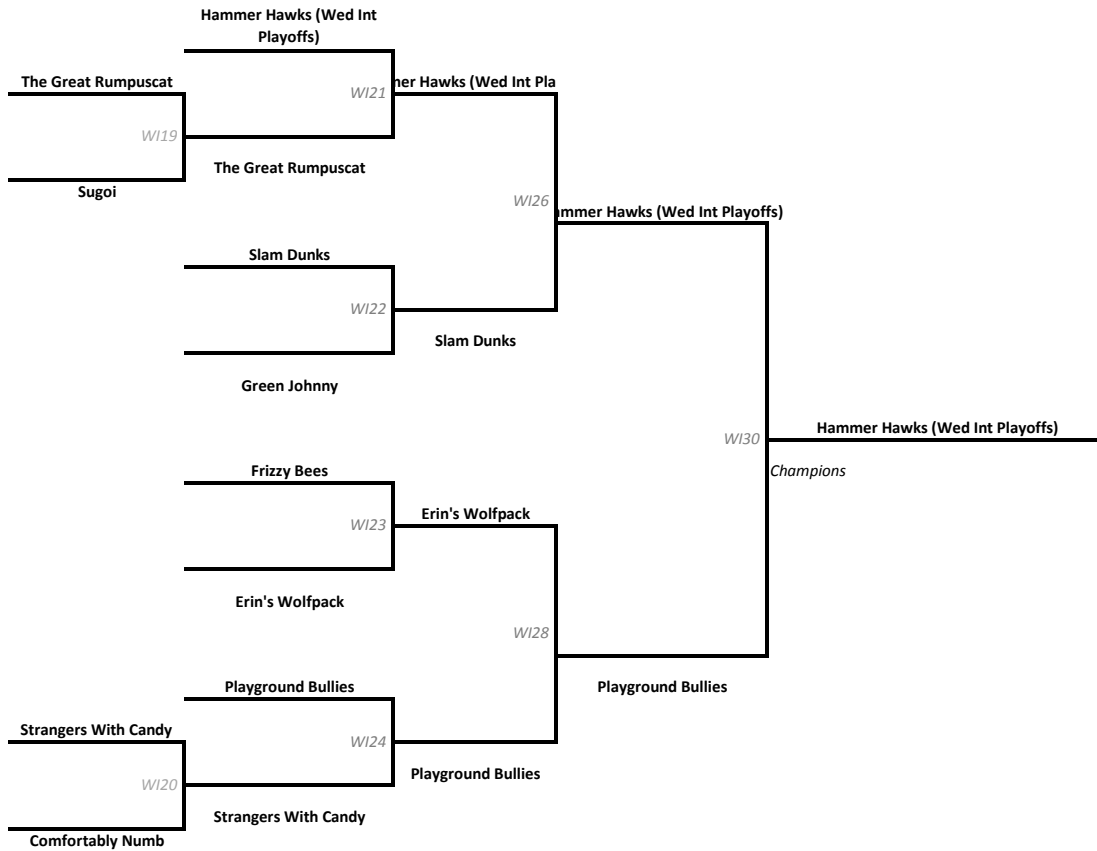 Hammer Hawks (Wed Int
Playoffs)
The Great Rumpuscat
WI21
Hawks (Wed Int
WI19
The Great Rumpuscat
Sugoi
WI26
Hawks (Wed Int Playoffs)
Slam Dunks
WI22
Slam Dunks
Green Johnny
Hammer Hawks (Wed Int Playoffs)
WI30
Champions
Frizzy Bees
Erin's Wolfpack
WI23
Erin's Wolfpack
WI28
Playground Bullies
Playground Bullies
Strangers With Candy
WI24
Playground Bullies
WI20
Strangers With Candy
Comfortably Numb